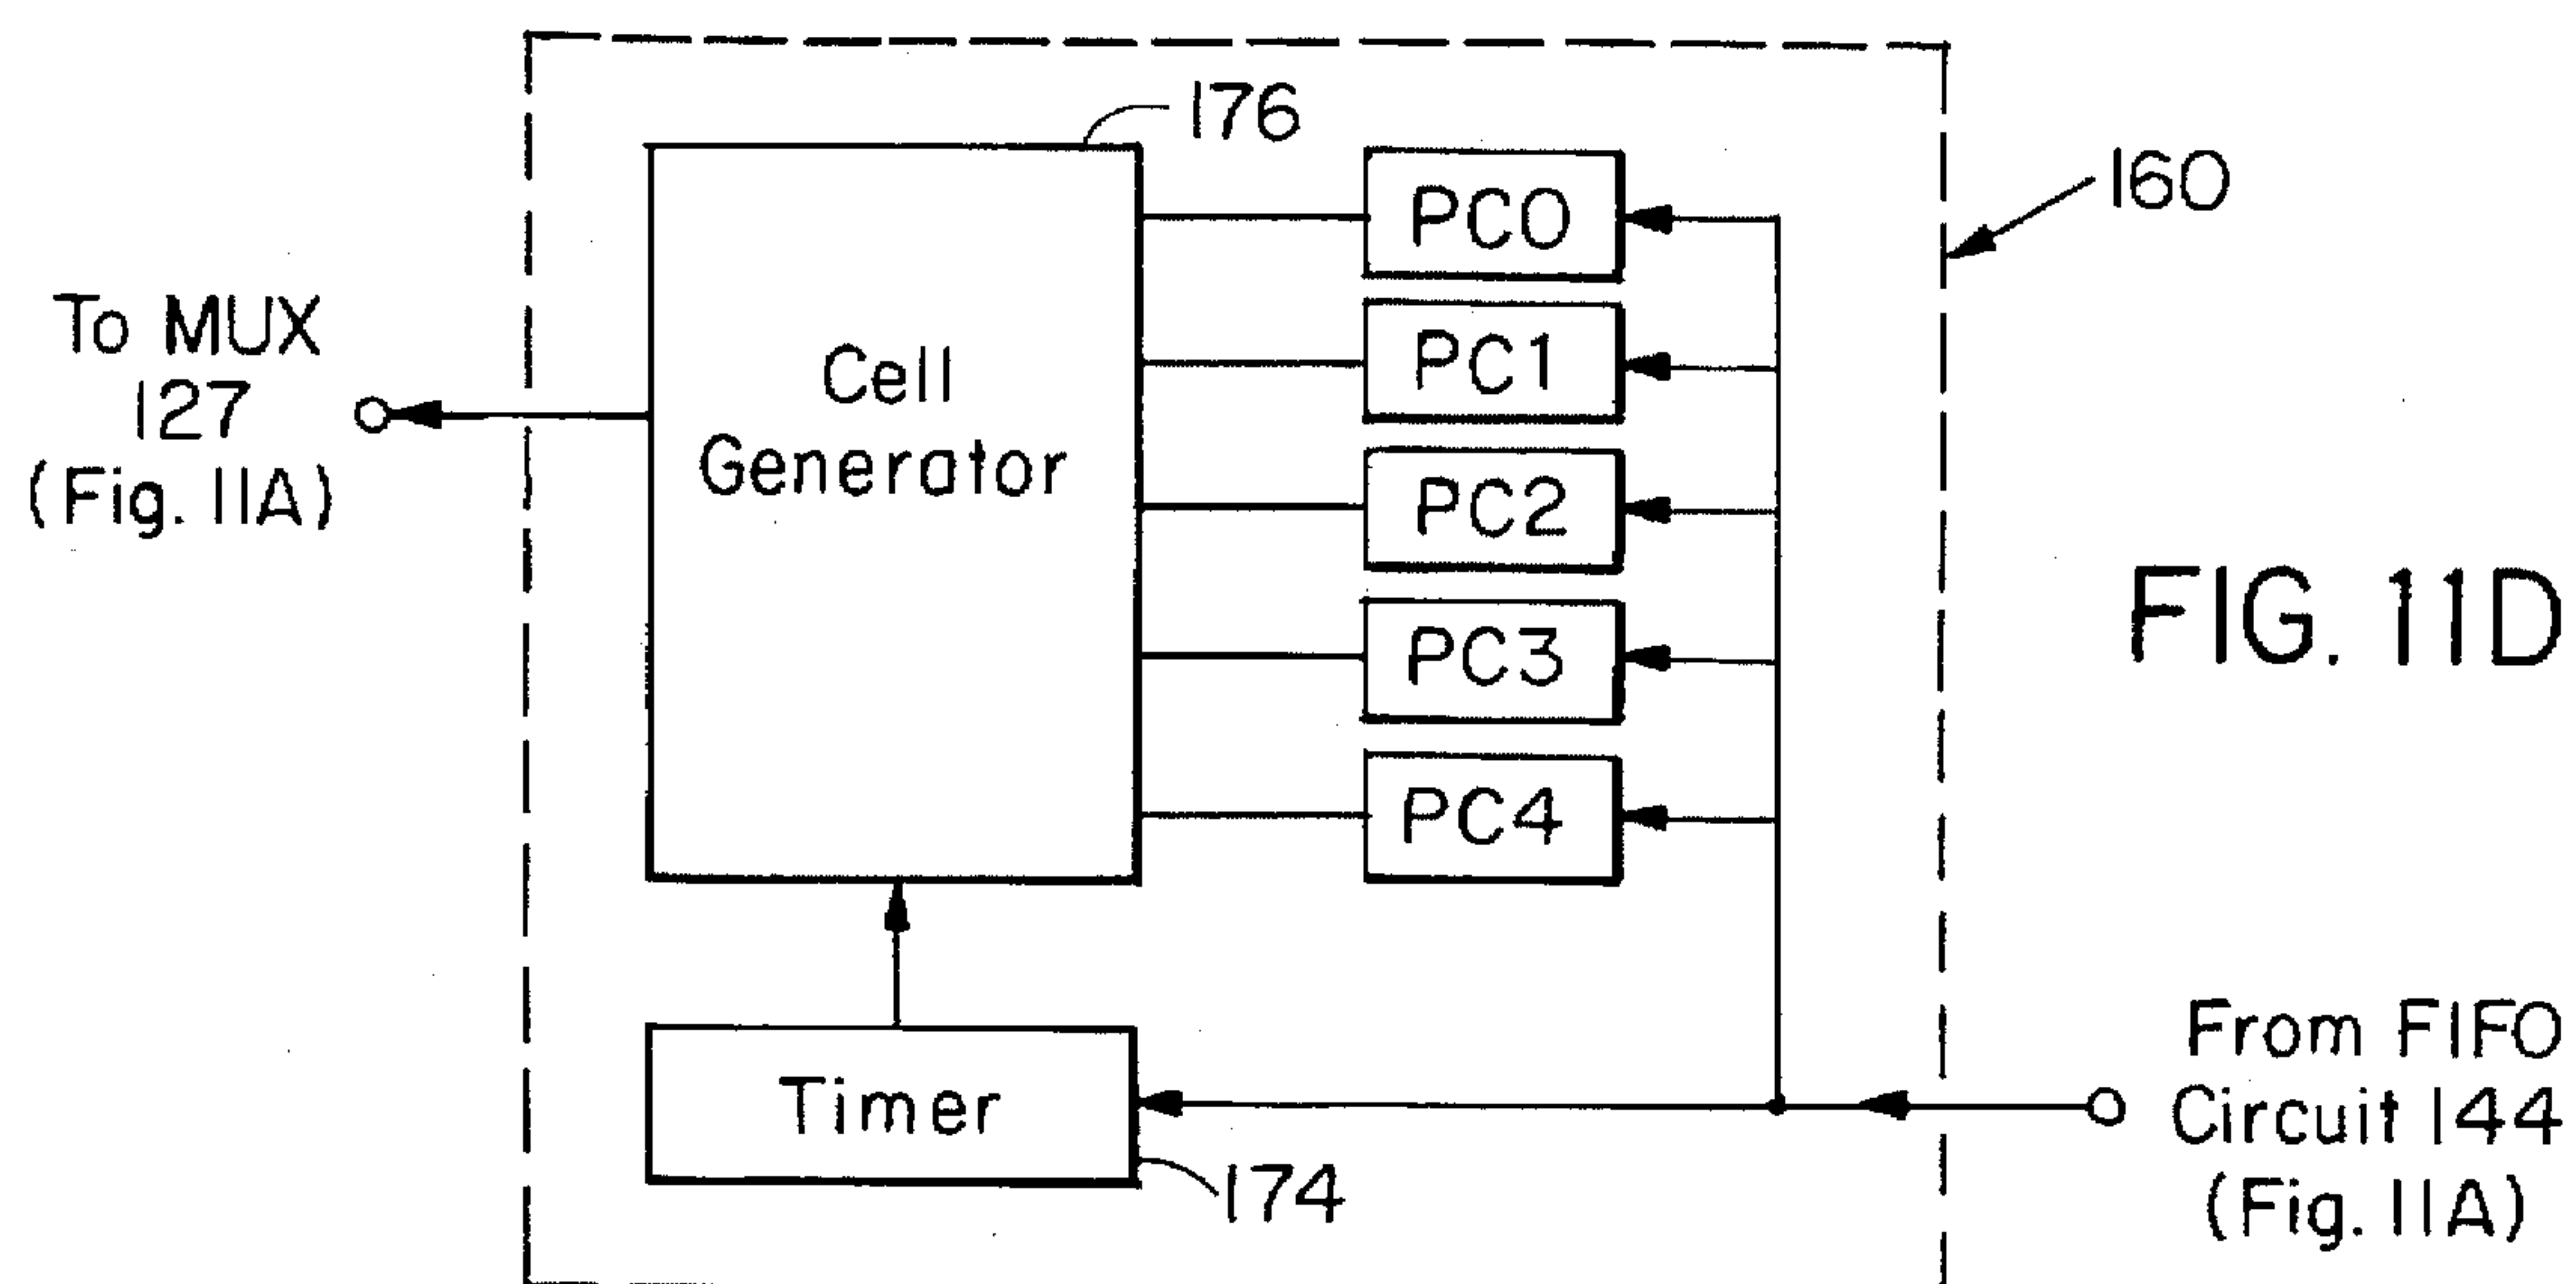 176
PC0
160
To MUX
127
(Fig. 11A)
Cell
Generator
PC1
PC2
PC3
PC4
FIG. 11D
From FIFO
Circuit 144
(Fig. 11A)
Timer
174